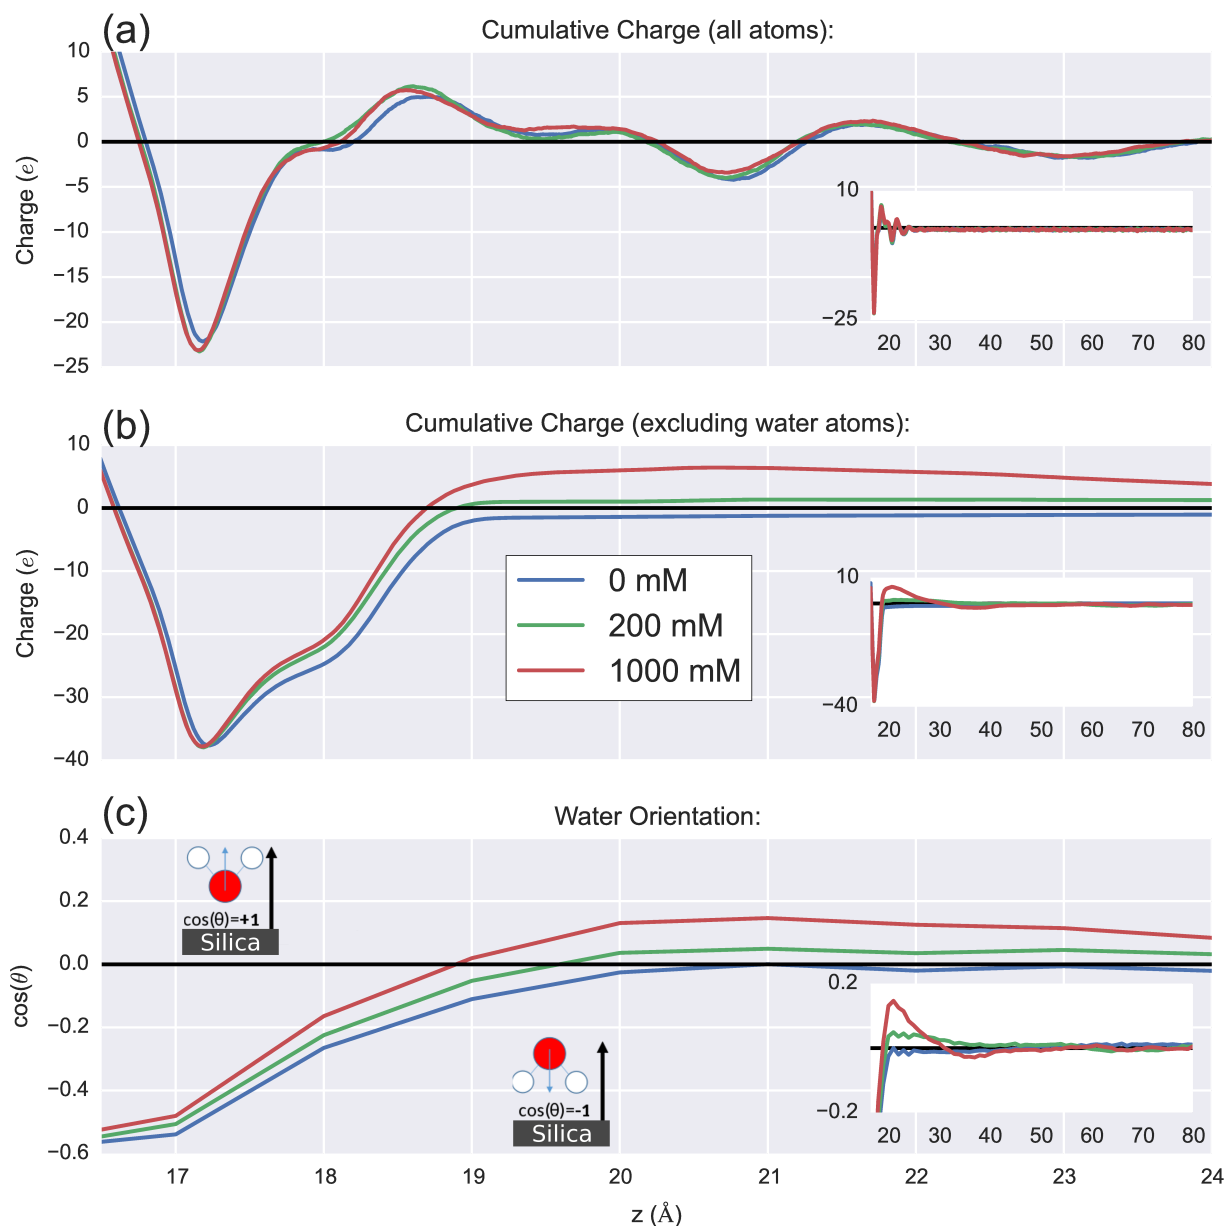 (a)
Cumulative Charge (all atoms):
10
5
0
−5
−10
−15
−20
−25
Charge (e)
10
−25
20 30 40 50 60 70 80
(b)
Cumulative Charge (excluding water atoms):
10
0
−10
−20
−30
−40
Charge (e)
0 mM
200 mM
1000 mM
10
−40
20 30 40 50 60 70 80
(c)
Water Orientation:
0.4
0.2
0.0
−0.2
−0.4
−0.6
cos(θ)
cos(θ)=+1
Silica
cos(θ)=-1
Silica
0.2
−0.2
20 30 40 50 60 70 80
17 18 19 20 21 22 23 24
z (Å)